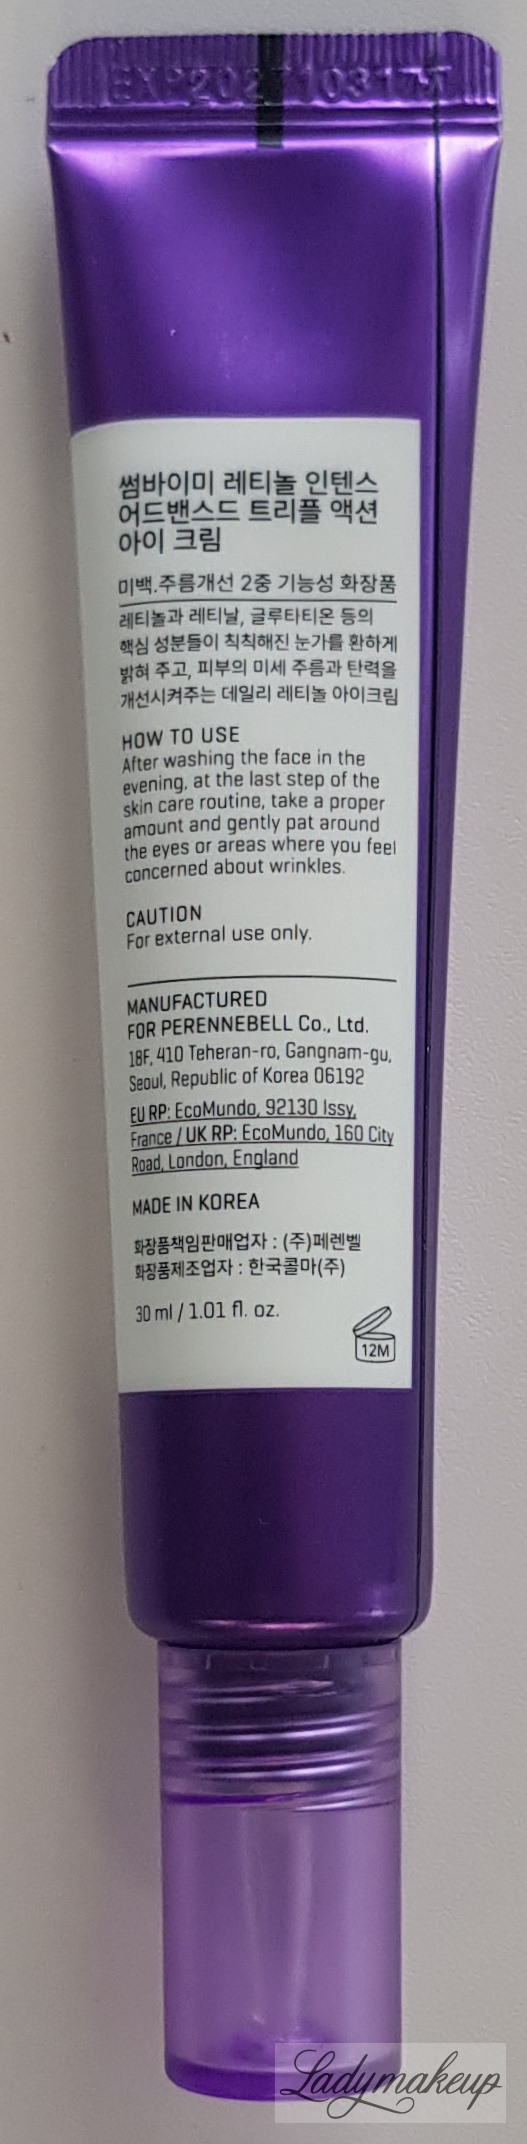 썸바이미 레티놀 인텐스
어드밴스드 트리플 액션
아이 크림
미백.주름개선 2중 기능성 화장품
레티놀과 레티날, 글루타티온 등의
핵심 성분들이 칙칙해진 눈가를 환하게
밝혀 주고, 피부의 미세 주름과 탄력을
개선시켜주는 데일리 레티놀 아이크림
HOW TO USE
After washing the face in the
evening, at the last step of the
skin care routine, take a proper
amount and gently pat around
the eyes or areas where you feel
concerned about wrinkles.
CAUTION
For external use only.
MANUFACTURED
FOR PERENNEBELL Co., Ltd.
18F, 410 Teheran-ro, Gangnam-gu,
Seoul, Republic of Korea 06192
EU RP: EcoMundo, 92130 Issy,
France / UK RP: EcoMundo, 160 City
Road, London, England
MADE IN KOREA
화장품책임판매업자 : (주)페렌벨
화장품제조업자 : 한국콜마(주)
30 ml / 1.01 fl. oz.
12M
Ladymakeup